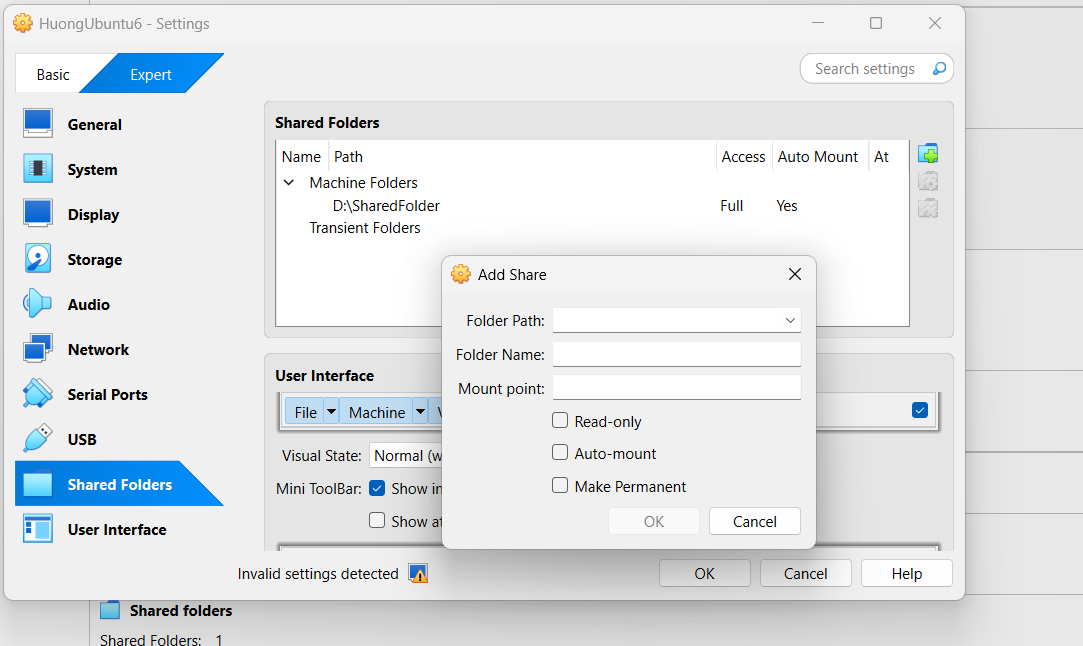 HuongUbuntu6 - Settings
Basic
Expert
Search settings
General
System
Display
Storage
Audio
Network
Serial Ports
USB
Shared Folders
User Interface
Shared Folders
Name Path Access Auto Mount At
Machine Folders
D:\SharedFolder Full Yes
Transient Folders
Add Share
Folder Path:
Folder Name:
Mount point:
Read-only
Auto-mount
Make Permanent
OK Cancel
User Interface
File Machine
Visual State: Normal (w
Mini ToolBar: Show in
Show at
Invalid settings detected
OK Cancel Help
Shared folders
Shared Folders: 1